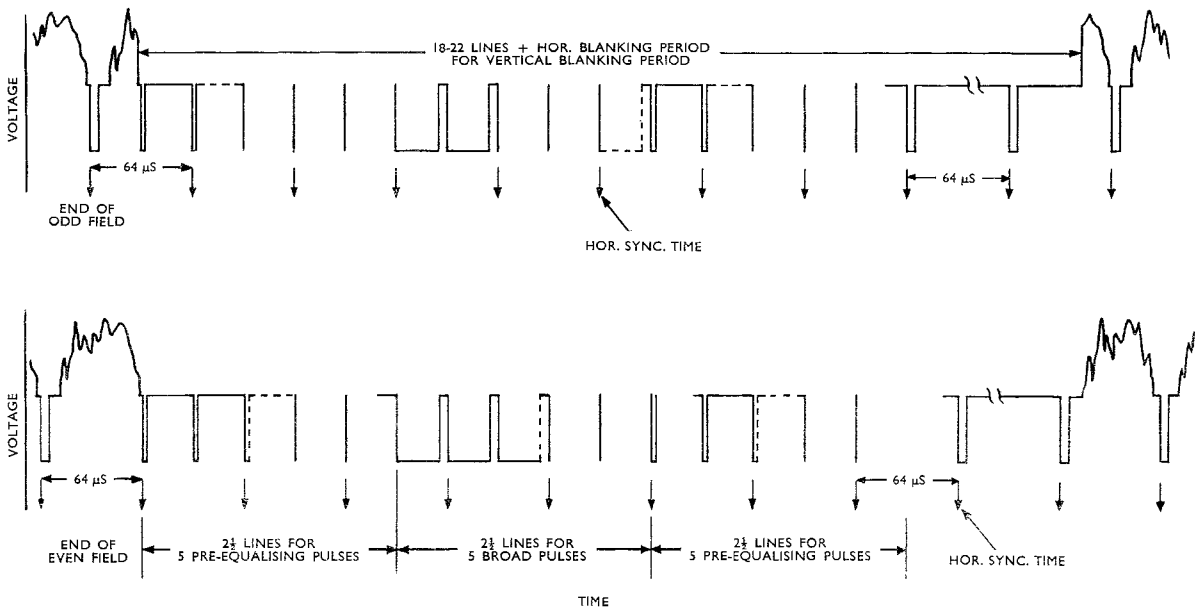 18-22 LINES + HOR. BLANKING PERIOD
FOR VERTICAL BLANKING PERIOD
VOLTAGE
64 µS
64 µS
END OF
ODD FIELD
HOR. SYNC. TIME
VOLTAGE
64 µS
64 µS
END OF
EVEN FIELD
2½ LINES FOR
5 PRE-EQUALISING PULSES
2½ LINES FOR
5 BROAD PULSES
2½ LINES FOR
5 PRE-EQUALISING PULSES
HOR. SYNC. TIME
TIME